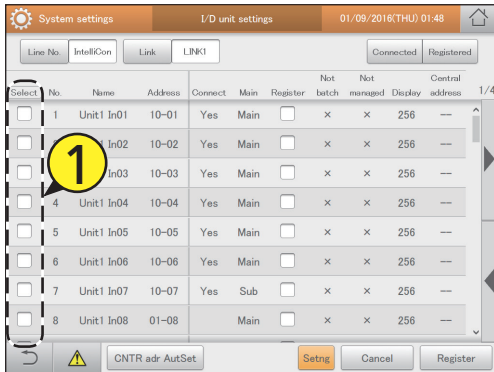 System settings I/D unit settings 01/09/2016(THU) 01:48
Line No. IntelliCon Link LINK1 Connected Registered
Select No. Name Address Connect Main Register Not batch Not managed Display Central address 1/4
1 Unit1 In01 10-01 Yes Main × × 256 --
In02 10-02 Yes Main × × 256 --
In03 10-03 Yes Main × × 256 --
1
4 Unit1 In04 10-04 Yes Main × × 256 --
5 Unit1 In05 10-05 Yes Main × × 256 --
6 Unit1 In06 10-06 Yes Main × × 256 --
7 Unit1 In07 10-07 Yes Sub × × 256 --
8 Unit1 In08 01-08 Main × × 256 --
CNTR adr AutSet Setng Cancel Register